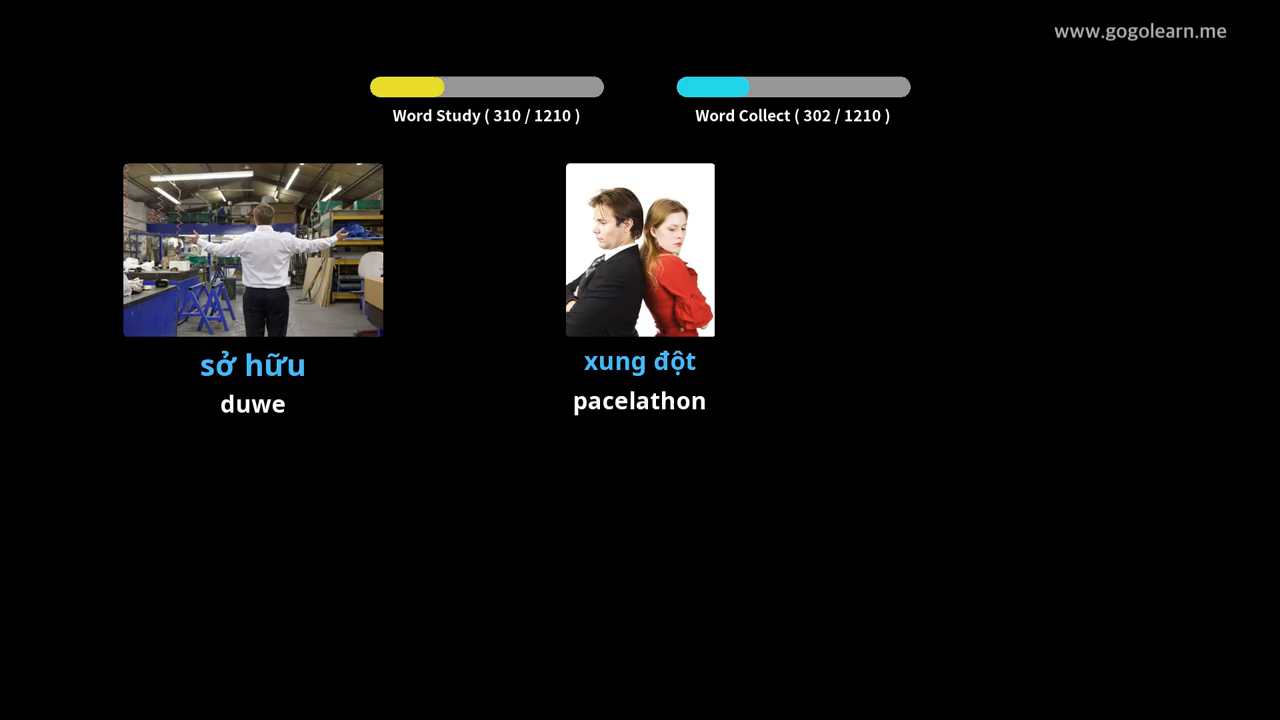 www.gogolearn.me
Word Study ( 310 / 1210 )
Word Collect ( 302 / 1210 )
sở hữu
duwe
xung đột
pacelathon